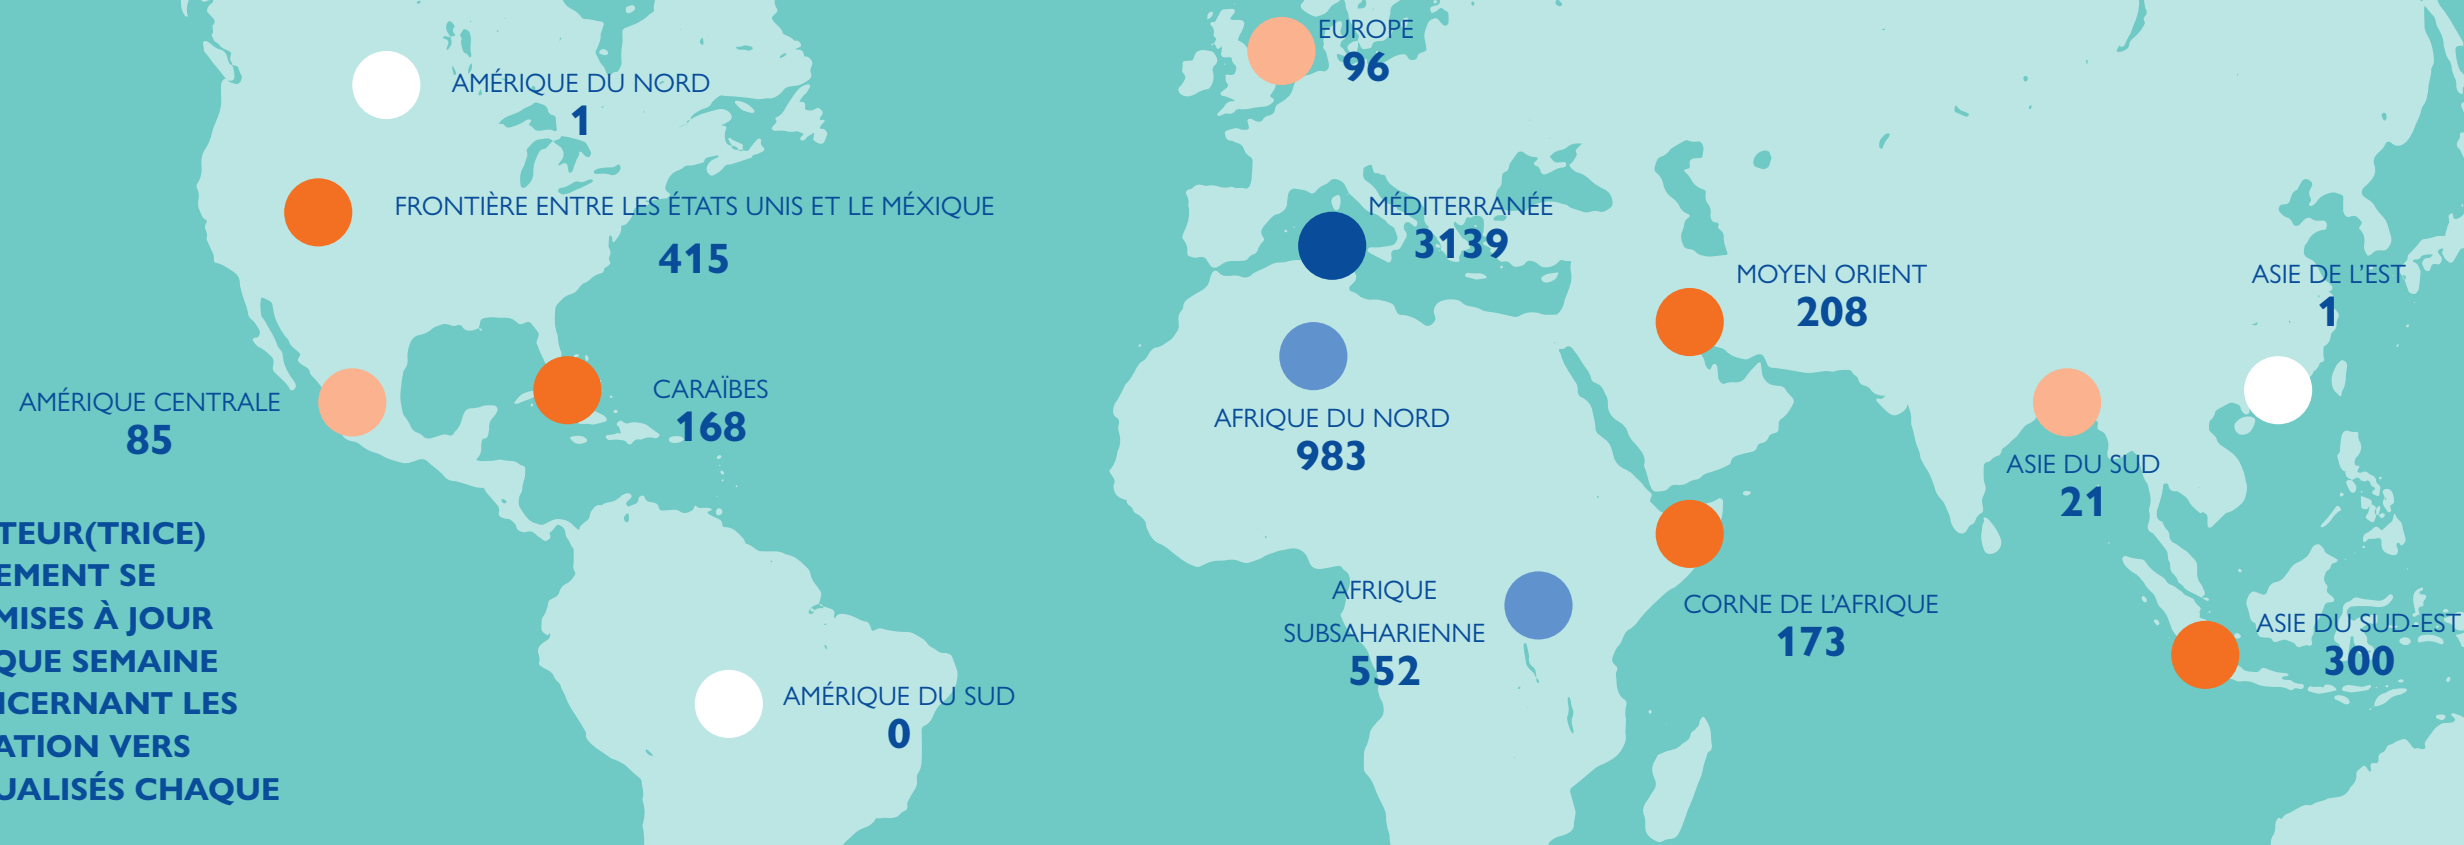 EUROPE
96
AMÉRIQUE DU NORD
1
FRONTIÈRE ENTRE LES ÉTATS UNIS ET LE MÉXIQUE
415
MÉDITERRANÉE
3139
MOYEN ORIENT
208
ASIE DE L'EST
1
AMÉRIQUE CENTRALE
85
CARAÏBES
168
AFRIQUE DU NORD
983
ASIE DU SUD
21
AFRIQUE
SUBSAHARIENNE
552
CORNE DE L'AFRIQUE
173
ASIE DU SUD-EST
300
AMÉRIQUE DU SUD
0
TEUR(TRICE)
EMENT SE
MISES À JOUR
QUE SEMAINE
NCERNANT LES
ATION VERS
UALISÉS CHAQUE